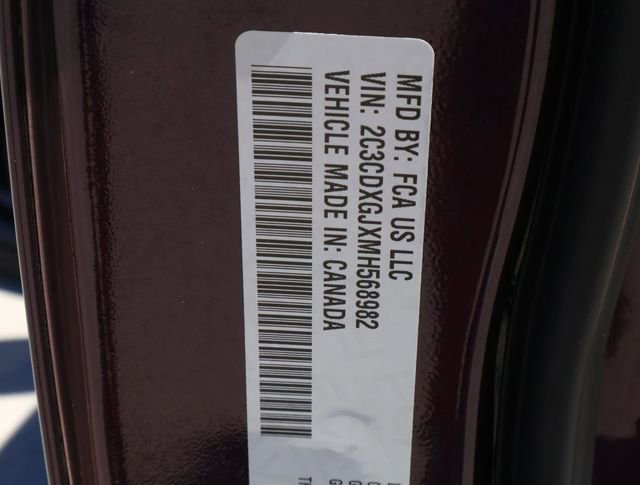 MFD BY: FCA US LLC
VIN: 2C3CDXGJXMH568982
VEHICLE MADE IN: CANADA